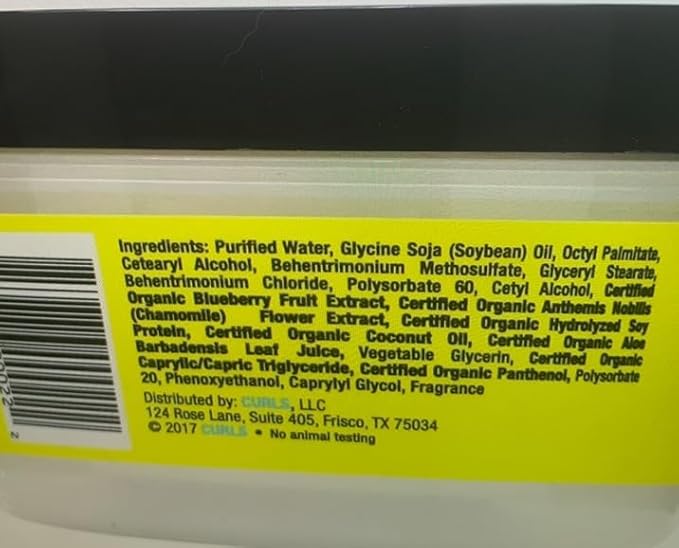 Ingredients: Purified Water, Glycine Soja (Soybean) Oil, Octyl Palmitate,
Cetearyl Alcohol, Behentrimonium Methosulfate, Glyceryl Stearate,
Behentrimonium Chloride, Polysorbate 60, Cetyl Alcohol, Certified
Organic Blueberry Fruit Extract, Certified Organic Anthemis Nobilis
(Chamomile) Flower Extract, Certified Organic Hydrolyzed Soy
Protein, Certified Organic Coconut Oil, Certified Organic Aloe
Barbadensis Leaf Juice, Vegetable Glycerin, Certified Organic
Caprylic/Capric Triglyceride, Certified Organic Panthenol, Polysorbate
20, Phenoxyethanol, Caprylyl Glycol, Fragrance
Distributed by: CURLS, LLC
124 Rose Lane, Suite 405, Frisco, TX 75034
© 2017 CURLS • No animal testing